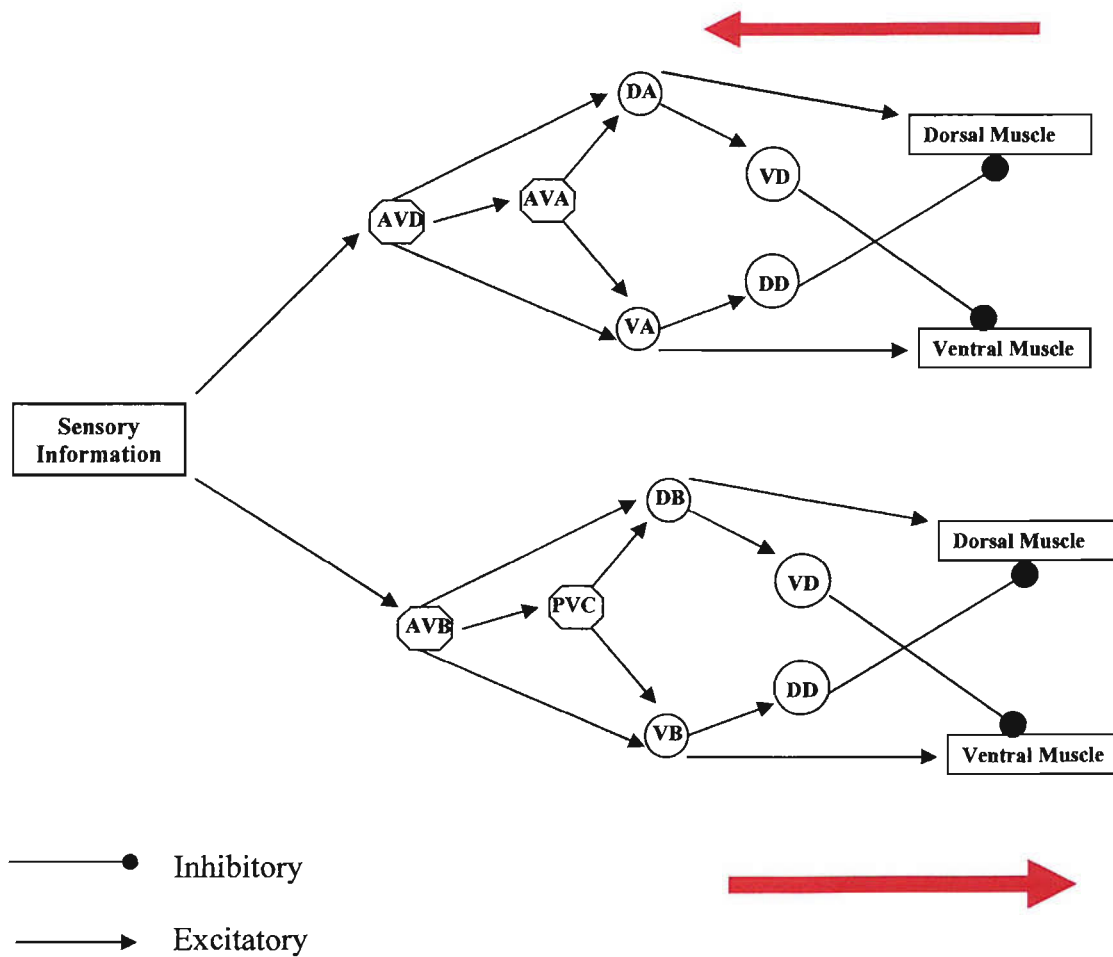 DA
Dorsal Muscle
VD
AVA
AVD
DD
VA
Ventral Muscle
Sensory
Information
DB
Dorsal Muscle
VD
PVC
AVB
DD
VB
Ventral Muscle
Inhibitory
Excitatory